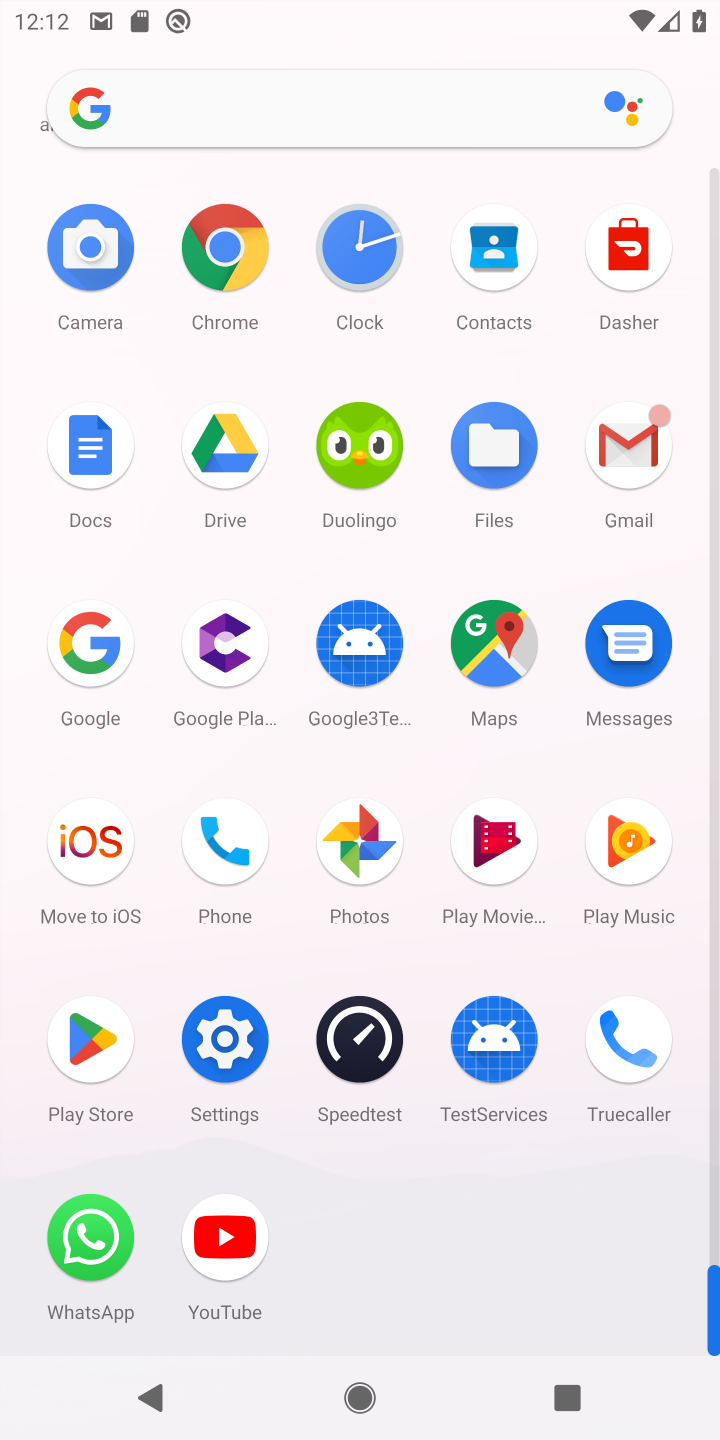 12:12
Camera Chrome Clock Contacts Dasher
Docs Drive Duolingo Files Gmail
G
Google Google Pla... Google3Te... Maps Messages
iOS
Move to iOS Phone Photos Play Movie... Play Music
Play Store Settings Speedtest TestServices Truecaller
WhatsApp YouTube